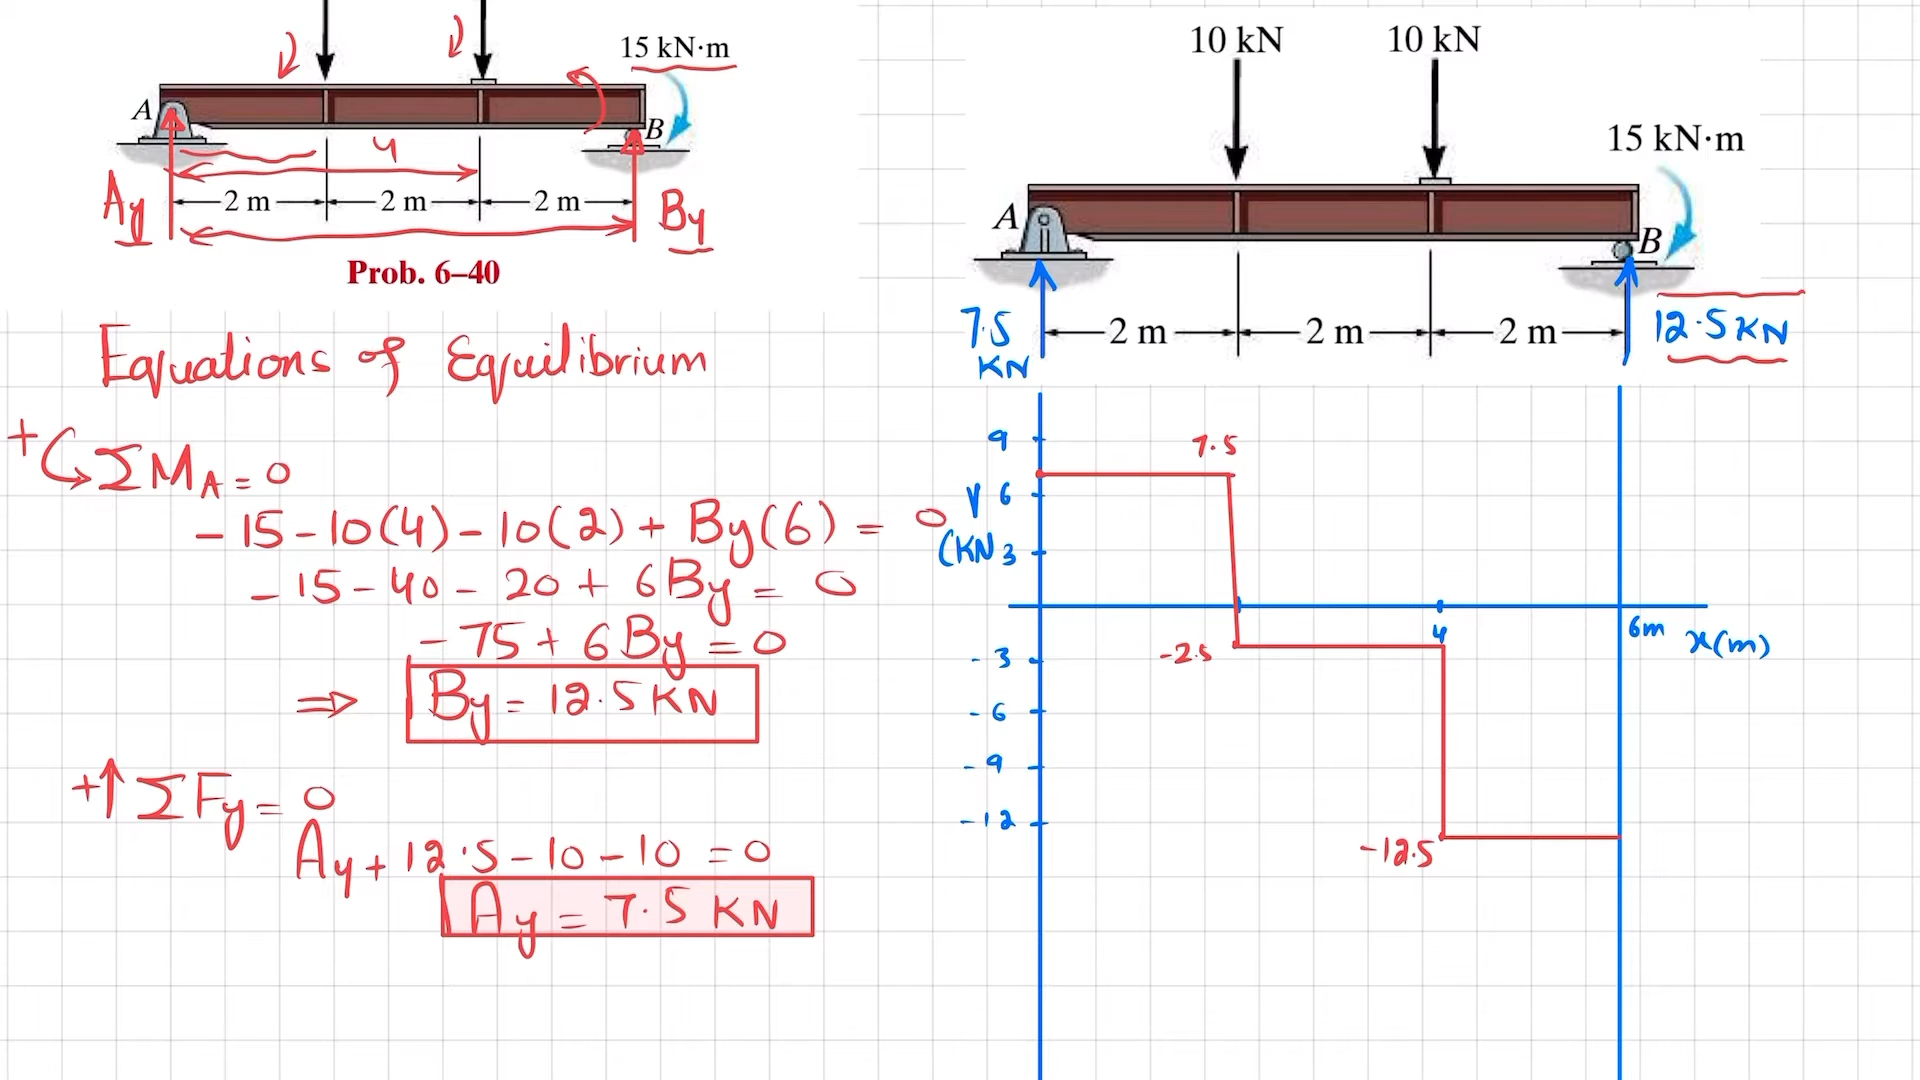 15 kN·m
A
B
4
Ay
2 m
2 m
2 m
By
Prob. 6–40
Equations of Equilibrium
+ ΣM_A = 0
-15-10(4)-10(2)+By(6) = 0
-15-40-20+6By = 0
-75+6By=0
⇒ By = 12.5 KN
+↑ ΣFy = 0
Ay+12.5-10-10=0
Ay = 7.5 KN
10 kN
10 kN
15 kN·m
A
B
7.5
KN
2 m
2 m
2 m
12.5KN
9
7.5
V
6
(KN
3
4
6m
x(m)
-2.5
-3
-6
-9
-12
-12.5